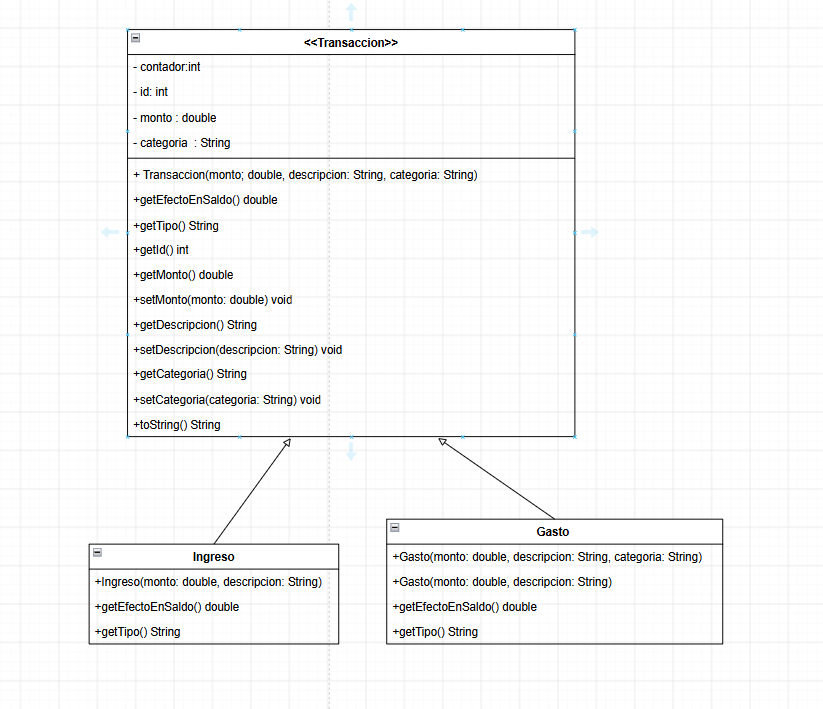 <<Transaccion>>
- contador:int
- id: int
- monto : double
- categoria : String
+ Transaccion(monto; double, descripcion: String, categoria: String)
+getEfectoEnSaldo() double
+getTipo() String
+getId() int
+getMonto() double
+setMonto(monto: double) void
+getDescripcion() String
+setDescripcion(descripcion: String) void
+getCategoria() String
+setCategoria(categoria: String) void
+toString() String
Ingreso
+Ingreso(monto: double, descripcion: String)
+getEfectoEnSaldo() double
+getTipo() String
Gasto
+Gasto(monto: double, descripcion: String, categoria: String)
+Gasto(monto: double, descripcion: String)
+getEfectoEnSaldo() double
+getTipo() String